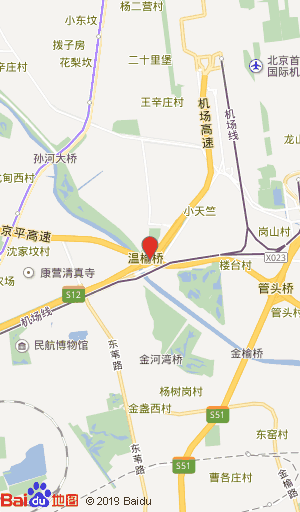 杨二营村
小东坟
拨子房
花梨坎
二十里堡
辛庄村
北京首
国际机
王辛庄村
机场高速
机场线
龙山
孙河大桥
甸西村
小天竺
岗山村
京平高速
沈家坟村
温榆桥
X023
农场
康营清真寺
楼台村
管头桥
S12
管头村
机场线
民航博物馆
东苇路
金河湾桥
金榆桥
杨树岗村
金盏西村
S51
东窑村
东苇路
S51
曹各庄村
金榆路
Bai du 地图
© 2019 Baidu